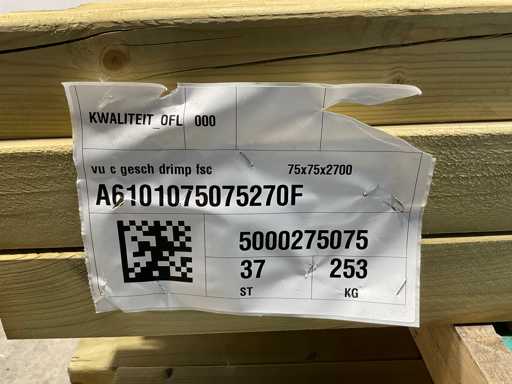 KWALITEIT_OFL 000
vu c gesch drimp fsc 75x75x2700
A6101075075270F
5000275075
37 253
ST KG